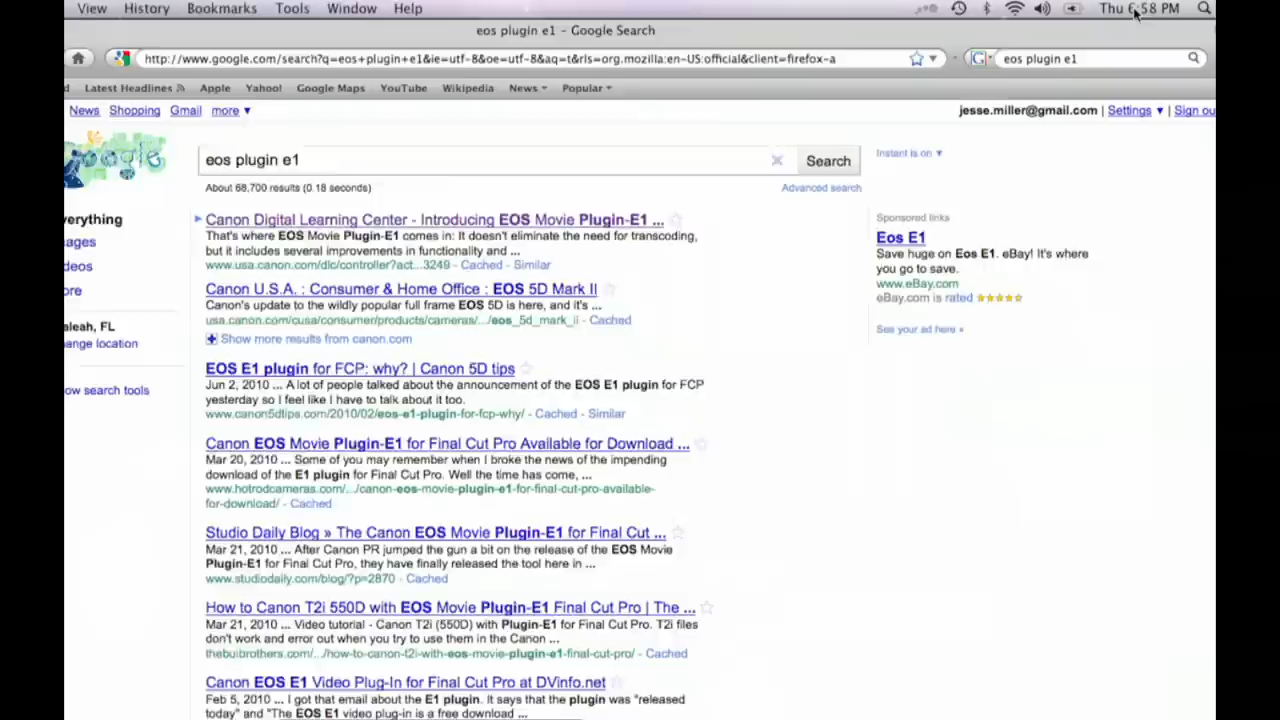 View History Bookmarks Tools Window Help Thu 6:58 PM
eos plugin e1 - Google Search
http://www.google.com/search?q=eos+plugin+e1&ie=utf-8&oe=utf-8&aq=t&rls=org.mozilla:en-US:official&client=firefox-a eos plugin e1
d Latest Headlines Apple Yahoo! Google Maps YouTube Wikipedia News Popular
News Shopping Gmail more jesse.miller@gmail.com | Settings | Sign ou
oogle eos plugin e1 Search Instant is on
About 68,700 results (0.18 seconds) Advanced search
verything
ages
deos
ore
aleah, FL
ange location
ow search tools
Canon Digital Learning Center - Introducing EOS Movie Plugin-E1 ...
That's where EOS Movie Plugin-E1 comes in: It doesn't eliminate the need for transcoding,
but it includes several improvements in functionality and ...
www.usa.canon.com/dlc/controller?act...3249 - Cached - Similar
Canon U.S.A. : Consumer & Home Office : EOS 5D Mark II
Canon's update to the wildly popular full frame EOS 5D is here, and it's ...
usa.canon.com/cusa/consumer/products/cameras/.../eos_5d_mark_ii - Cached
Show more results from canon.com
EOS E1 plugin for FCP: why? | Canon 5D tips
Jun 2, 2010 ... A lot of people talked about the announcement of the EOS E1 plugin for FCP
yesterday so I feel like I have to talk about it too.
www.canon5dtips.com/2010/02/eos-e1-plugin-for-fcp-why/ - Cached - Similar
Canon EOS Movie Plugin-E1 for Final Cut Pro Available for Download ...
Mar 20, 2010 ... Some of you may remember when I broke the news of the impending
download of the E1 plugin for Final Cut Pro. Well the time has come, ...
www.hotrodcameras.com/.../canon-eos-movie-plugin-e1-for-final-cut-pro-available-
for-download/ - Cached
Studio Daily Blog » The Canon EOS Movie Plugin-E1 for Final Cut ...
Mar 21, 2010 ... After Canon PR jumped the gun a bit on the release of the EOS Movie
Plugin-E1 for Final Cut Pro, they have finally released the tool here in ...
www.studiodaily.com/blog/?p=2870 - Cached
How to Canon T2i 550D with EOS Movie Plugin-E1 Final Cut Pro | The ...
Mar 21, 2010 ... Video tutorial - Canon T2i (550D) with Plugin-E1 for Final Cut Pro. T2i files
don't work and error out when you try to use them in the Canon ...
thebuibrothers.com/.../how-to-canon-t2i-with-eos-movie-plugin-e1-final-cut-pro/ - Cached
Canon EOS E1 Video Plug-In for Final Cut Pro at DVinfo.net
Feb 5, 2010 ... I got that email about the E1 plugin. It says that the plugin was "released
today" and "The EOS E1 video plug-in is a free download ...
Sponsored links
Eos E1
Save huge on Eos E1. eBay! It's where
you go to save.
www.eBay.com
eBay.com is rated
See your ad here »